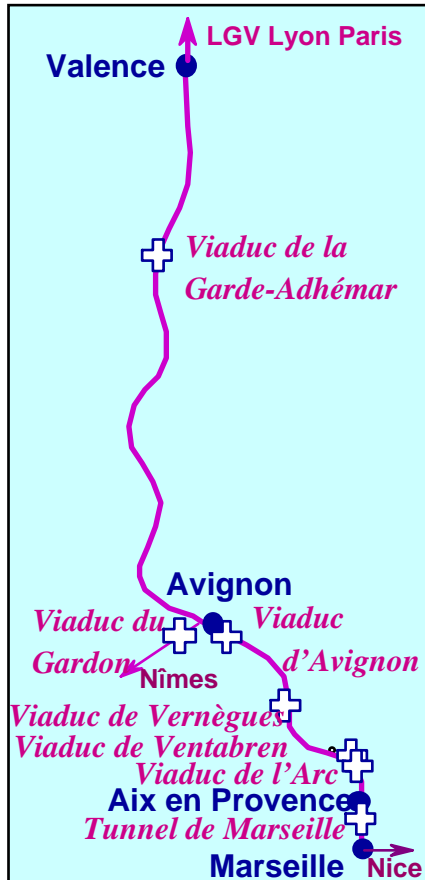 LGV Lyon Paris
Valence
Viaduc de la
Garde-Adhémar
Avignon
Viaduc du
Gardon
Viaduc
d'Avignon
Nîmes
Viaduc de Vernègues
Viaduc de Ventabren
Viaduc de l'Arc
Aix en Provence
Tunnel de Marseille
Marseille
Nice